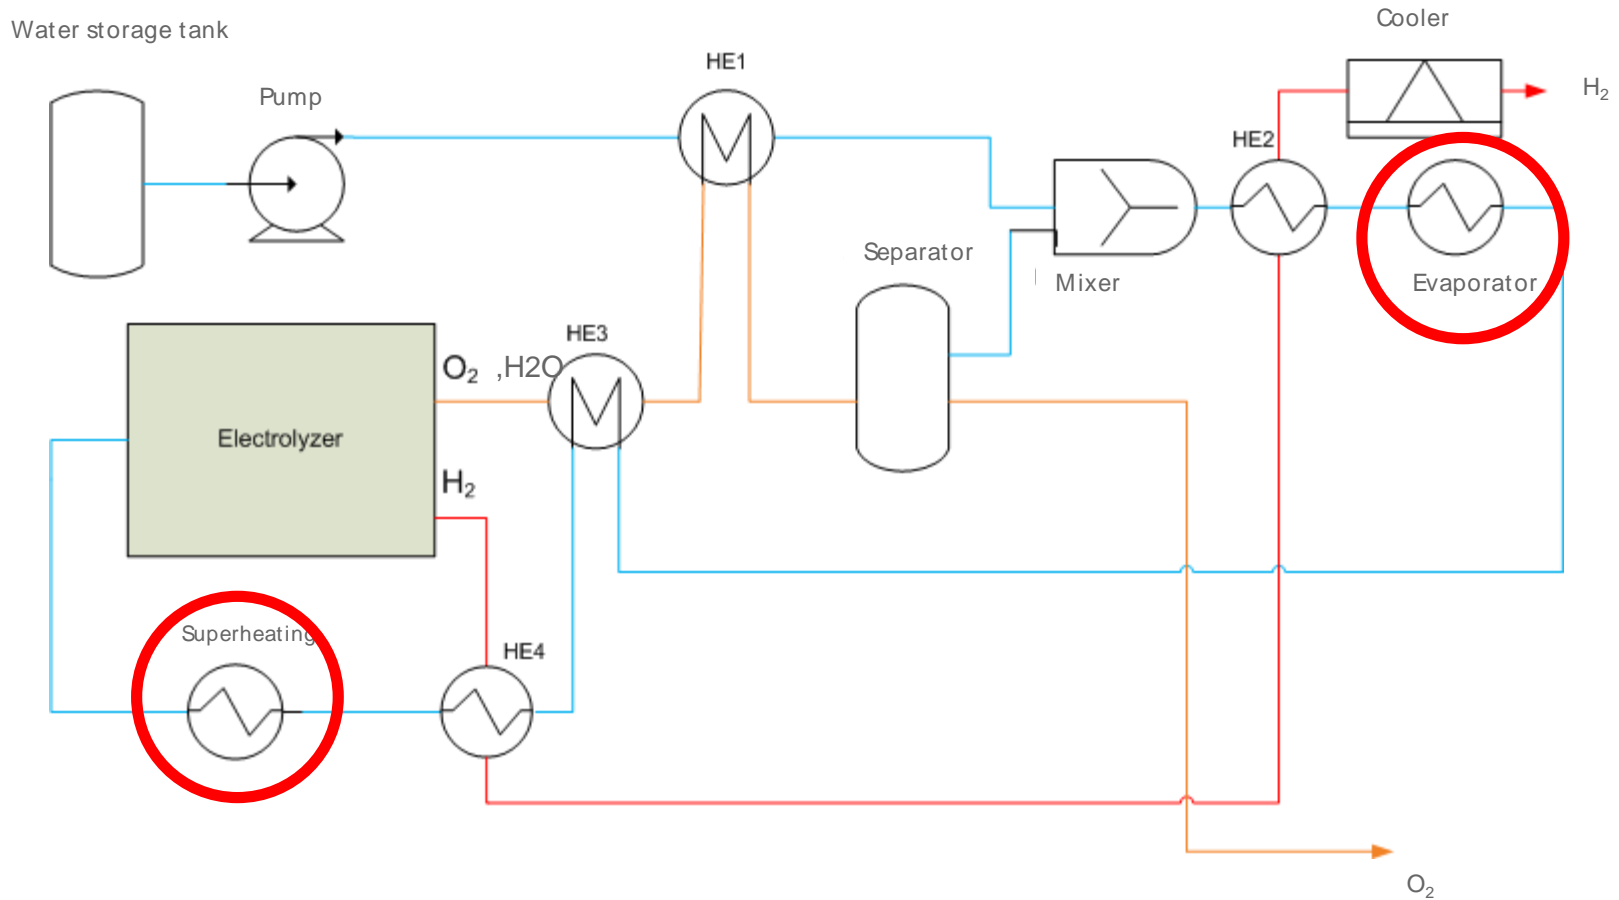 Cooler
Water storage tank
HE1
Pump
H₂
HE2
Separator
Mixer
Evaporator
HE3
O₂ ,H2O
Electrolyzer
H₂
Superheating
HE4
O₂